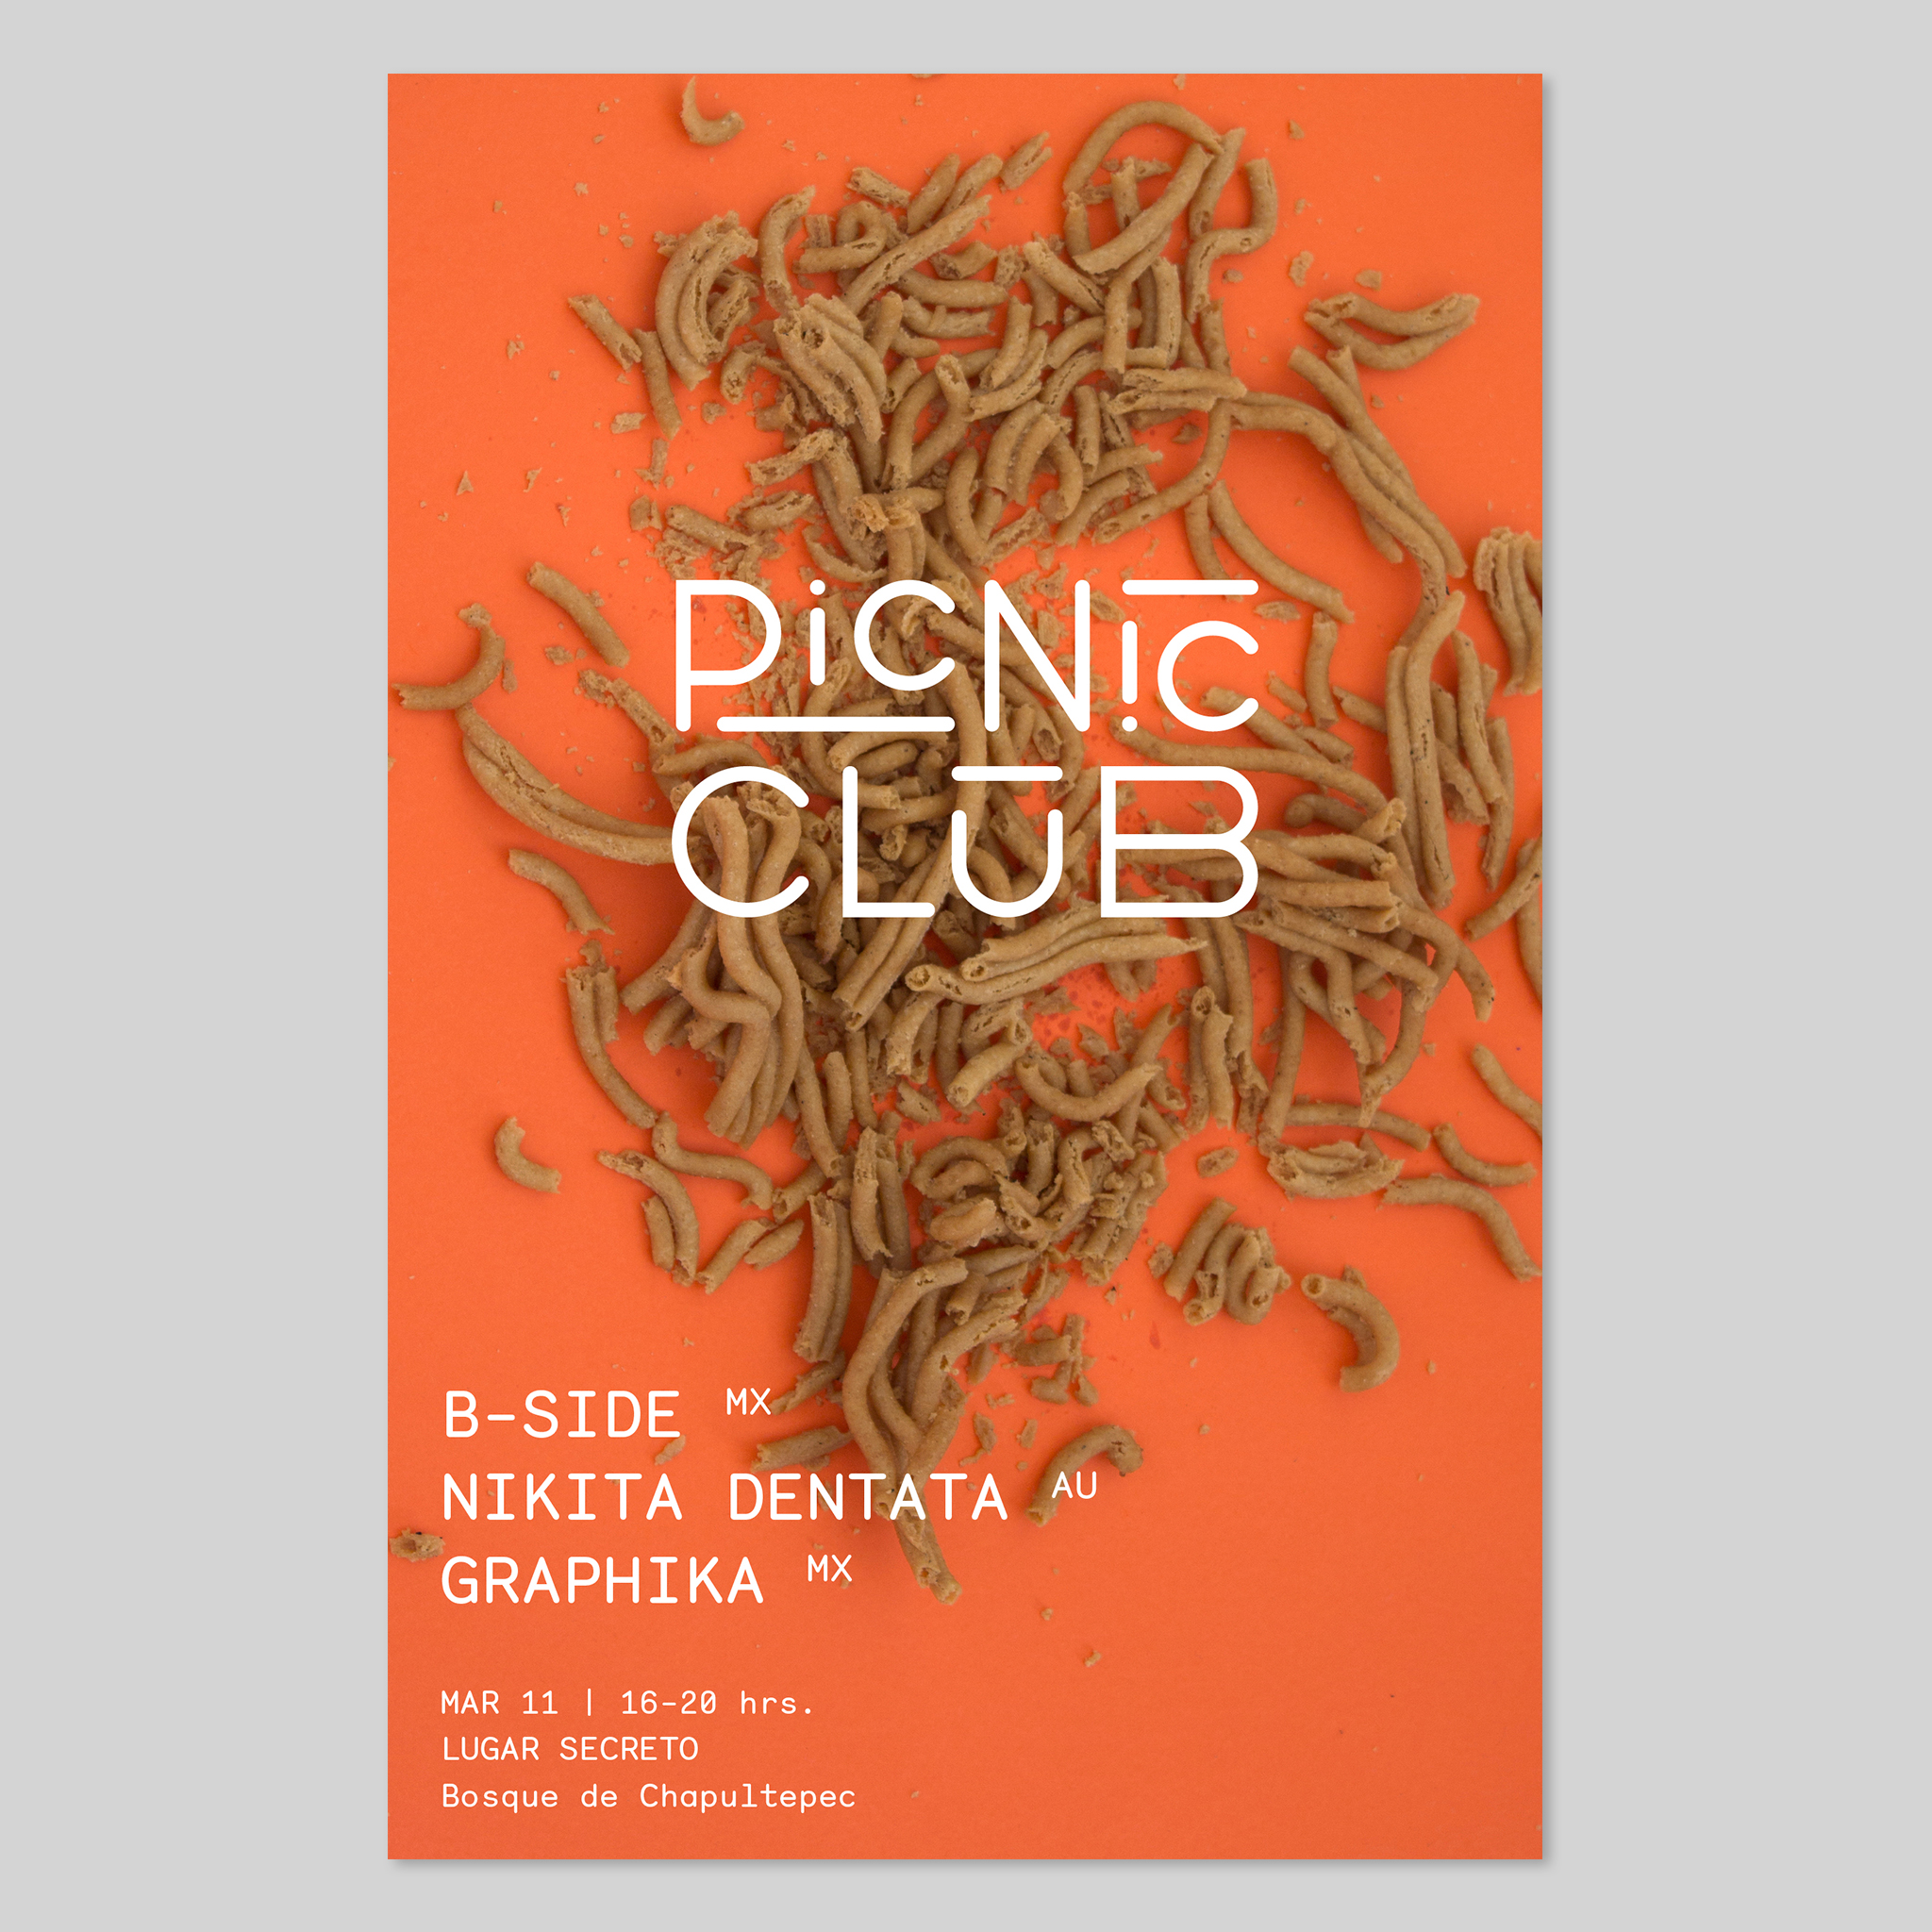 PiCNiC
CLUB
B-SIDE MX
NIKITA DENTATA AU
GRAPHIKA MX
MAR 11 | 16-20 hrs.
LUGAR SECRETO
Bosque de Chapultepec